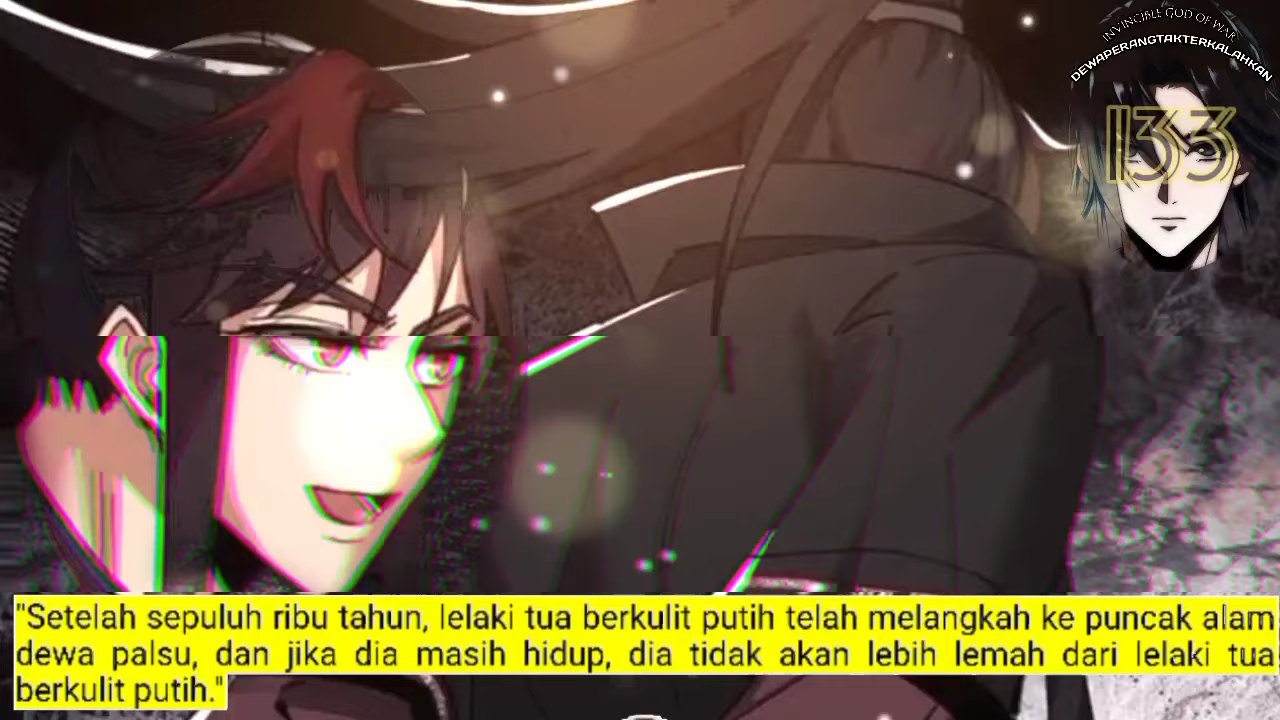 INVINCIBLE GOD OF WAR
DEWAPERANGTAKTERKALAHKAN
133
"Setelah sepuluh ribu tahun, lelaki tua berkulit putih telah melangkah ke puncak alam
dewa palsu, dan jika dia masih hidup, dia tidak akan lebih lemah dari lelaki tua
berkulit putih."